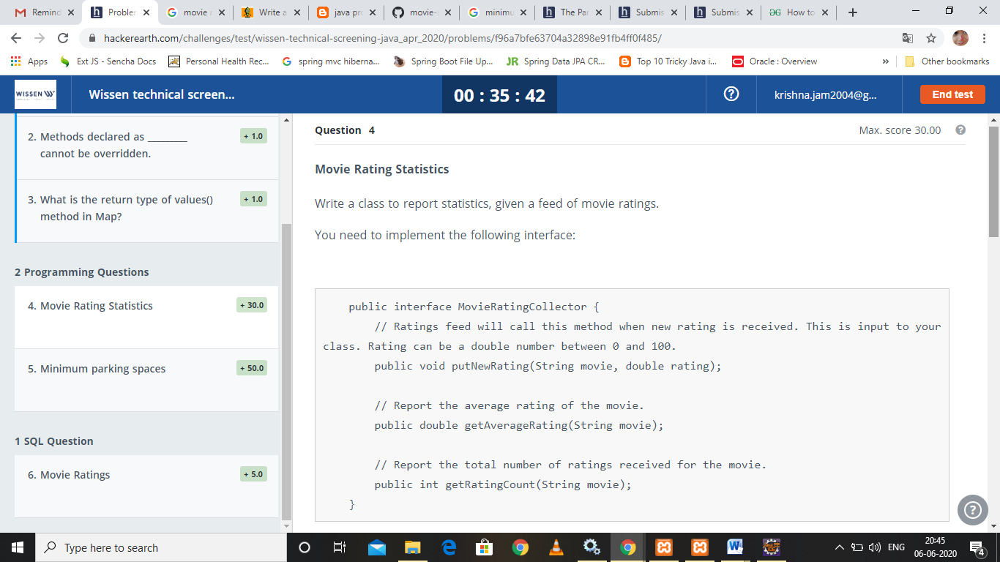 Remind
Probler
movie r
Write a
java pro
movie-
minimu
The Par
Submis
Submis
How to
hackerearth.com/challenges/test/wissen-technical-screening-java_apr_2020/problems/f96a7bfe63704a32898e91fb4ff0f485/
Apps Ext JS - Sencha Docs Personal Health Rec... spring mvc hiberna... Spring Boot File Up... JR Spring Data JPA CR... Top 10 Tricky Java i... Oracle : Overview » Other bookmarks
WISSEN
Wissen technical screen...
00 : 35 : 42
krishna.jam2004@g...
End test
2. Methods declared as _________
cannot be overridden.
+ 1.0
3. What is the return type of values()
method in Map?
+ 1.0
2 Programming Questions
4. Movie Rating Statistics
+ 30.0
5. Minimum parking spaces
+ 50.0
1 SQL Question
6. Movie Ratings
+ 5.0
Question 4
Max. score 30.00 ?
Movie Rating Statistics
Write a class to report statistics, given a feed of movie ratings.
You need to implement the following interface:
public interface MovieRatingCollector {
// Ratings feed will call this method when new rating is received. This is input to your
class. Rating can be a double number between 0 and 100.
public void putNewRating(String movie, double rating);
// Report the average rating of the movie.
public double getAverageRating(String movie);
// Report the total number of ratings received for the movie.
public int getRatingCount(String movie);
}
Type here to search
ENG
20:45
06-06-2020
4